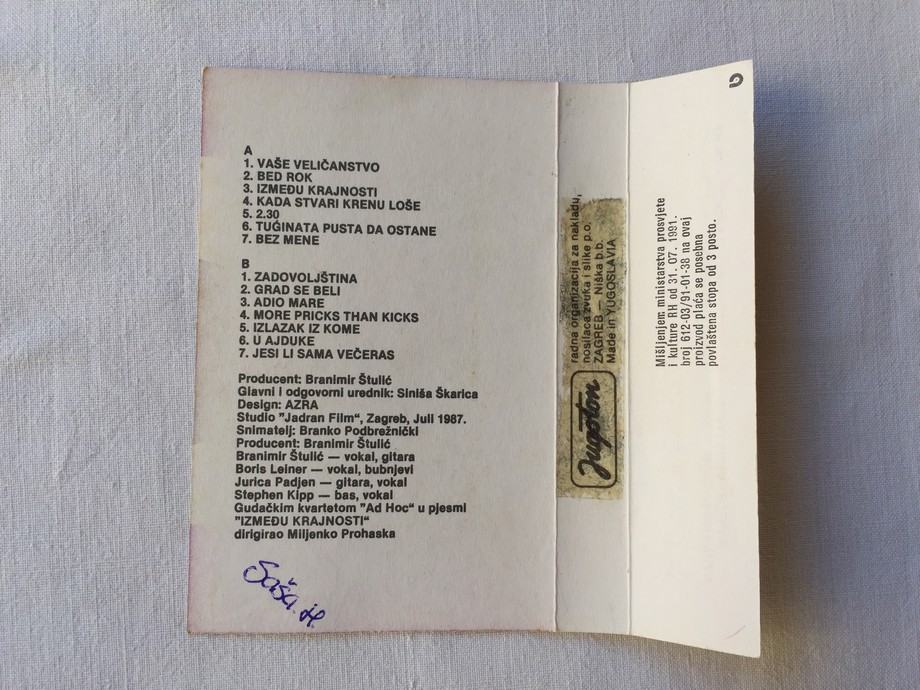 A
1. VAŠE VELIČANSTVO
2. BED ROK
3. IZMEĐU KRAJNOSTI
4. KADA STVARI KRENU LOŠE
5. 2.30
6. TUĢINATA PUSTA DA OSTANE
7. BEZ MENE
B
1. ZADOVOLJŠTINA
2. GRAD SE BELI
3. ADIO MARE
4. MORE PRICKS THAN KICKS
5. IZLAZAK IZ KOME
6. U AJDUKE
7. JESI LI SAMA VEČERAS
Producent: Branimir Štulić
Glavni i odgovorni urednik: Siniša Škarica
Design: AZRA
Studio "Jadran Film", Zagreb, Juli 1987.
Snimatelj: Branko Podbrežnički
Producent: Branimir Štulić
Branimir Štulić — vokal, gitara
Boris Leiner — vokal, bubnjevi
Jurica Padjen — gitara, vokal
Stephen Kipp — bas, vokal
Gudačkim kvartetom "Ad Hoc" u pjesmi
"IZMEĐU KRAJNOSTI"
dirigirao Miljenko Prohaska
Saša. H.
Jugoton
radna organizacija za nakladu,
nosilaca zvuka i slike p.o.
ZAGREB — Niška b.b.
Made in YUGOSLAVIA
Mišljenjem ministarstva prosvjete
i kulture RH od 31. 07. 1991.
broj 612-03/91-01-38 na ovaj
proizvod plaća se posebna
povlaštena stopa od 3 posto.